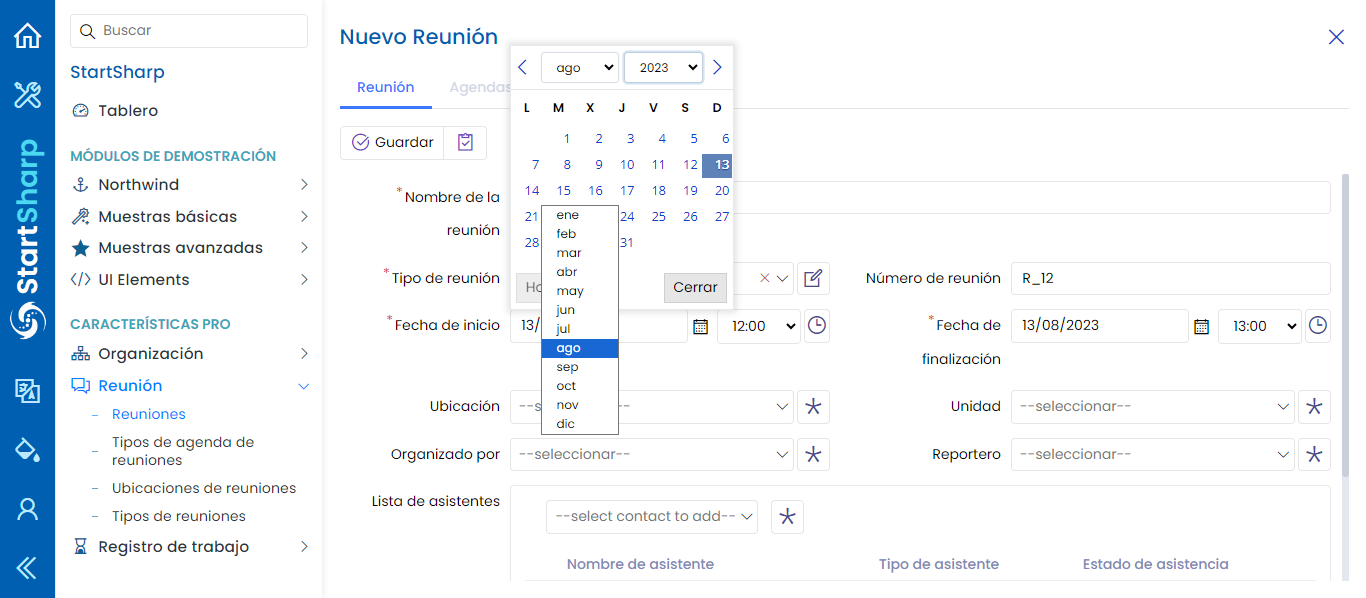 Buscar
StartSharp
Tablero
MÓDULOS DE DEMOSTRACIÓN
Northwind
Muestras básicas
Muestras avanzadas
UI Elements
CARACTERÍSTICAS PRO
Organización
Reunión
Reuniones
Tipos de agenda de
reuniones
Ubicaciones de reuniones
Tipos de reuniones
Registro de trabajo
StartSharp
Nuevo Reunión
Reunión
Agendas
Guardar
ago
2023
L M X J V S D
1 2 3 4 5 6
7 8 9 10 11 12 13
14 15 16 17 18 19 20
21 24 25 26 27
28 31
Cerrar
ene
feb
mar
abr
may
jun
jul
ago
sep
oct
nov
dic
*Nombre de la
reunión
*Tipo de reunión
Número de reunión
R_12
*Fecha de inicio
13/
12:00
*Fecha de
finalización
13/08/2023
13:00
Ubicación
--s
--
Unidad
--seleccionar--
Organizado por
--seleccionar--
Reportero
--seleccionar--
Lista de asistentes
--select contact to add--
Nombre de asistente
Tipo de asistente
Estado de asistencia